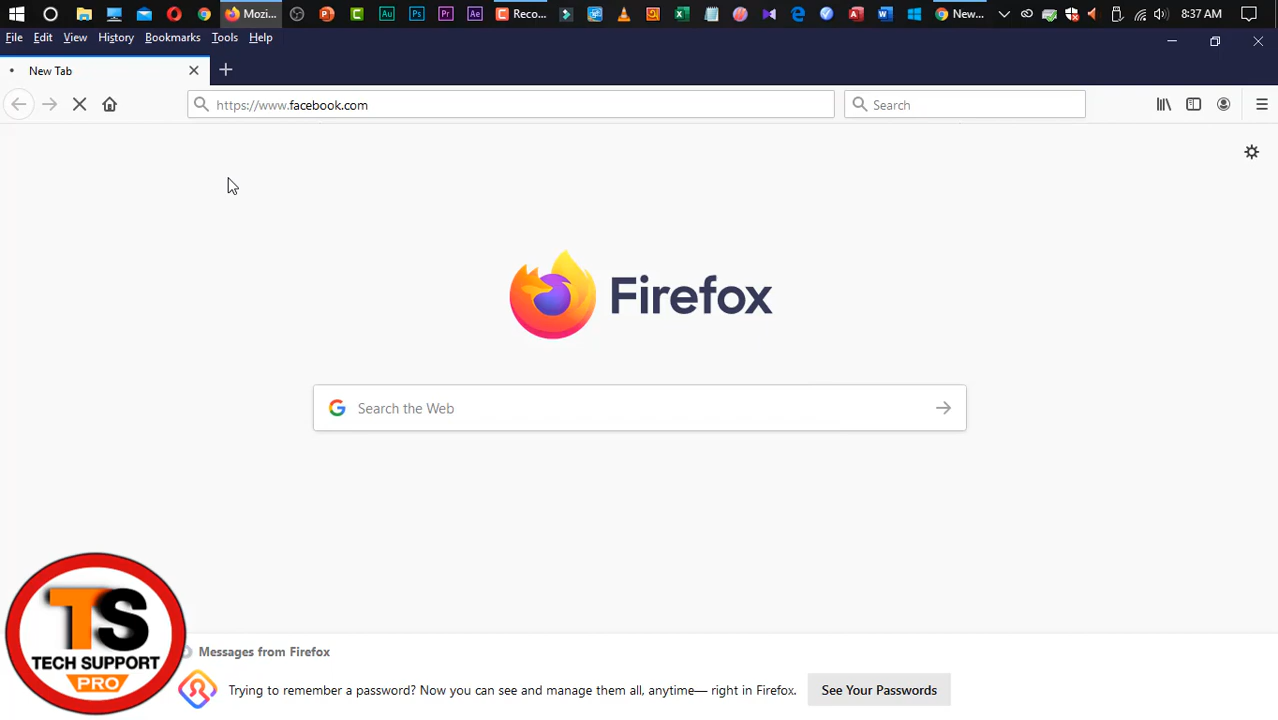 Mozi...
Reco...
New...
8:37 AM
File Edit View History Bookmarks Tools Help
New Tab
https://www.facebook.com
Search
Firefox
Search the Web
Messages from Firefox
Trying to remember a password? Now you can see and manage them all, anytime— right in Firefox.
See Your Passwords
TS
TECH SUPPORT
PRO